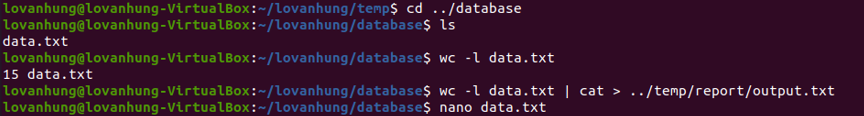 lovanhung@lovanhung-VirtualBox:~/lovanhung/temp$ cd ../database
lovanhung@lovanhung-VirtualBox:~/lovanhung/database$ ls
data.txt
lovanhung@lovanhung-VirtualBox:~/lovanhung/database$ wc -l data.txt
15 data.txt
lovanhung@lovanhung-VirtualBox:~/lovanhung/database$ wc -l data.txt | cat > ../temp/report/output.txt
lovanhung@lovanhung-VirtualBox:~/lovanhung/database$ nano data.txt